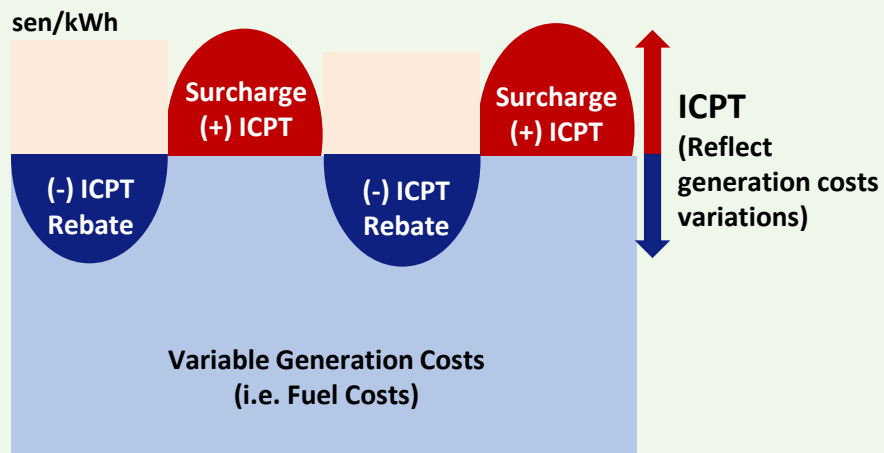 sen/kWh
Surcharge
(+) ICPT
Surcharge
(+) ICPT
(-) ICPT
Rebate
(-) ICPT
Rebate
ICPT
(Reflect
generation costs
variations)
Variable Generation Costs
(i.e. Fuel Costs)